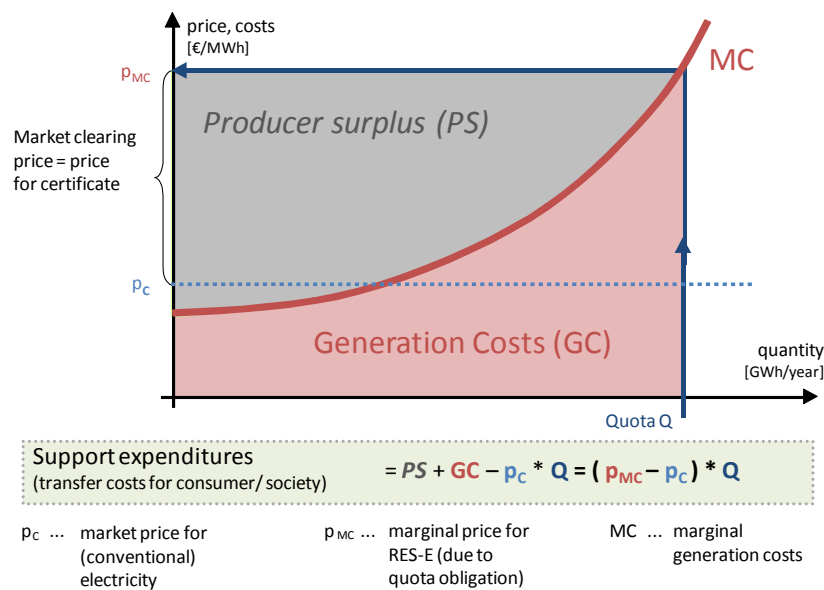 price, costs
[€/MWh]
MC
pMC
Producer surplus (PS)
Market clearing
price = price
for certificate
pC
Generation Costs (GC)
quantity
[GWh/year]
Quota Q
Support expenditures
(transfer costs for consumer/ society)
= PS + GC – pC * Q = ( pMC – pC ) * Q
pC ... market price for
(conventional)
electricity
pMC ... marginal price for
RES-E (due to
quota obligation)
MC ... marginal
generation costs